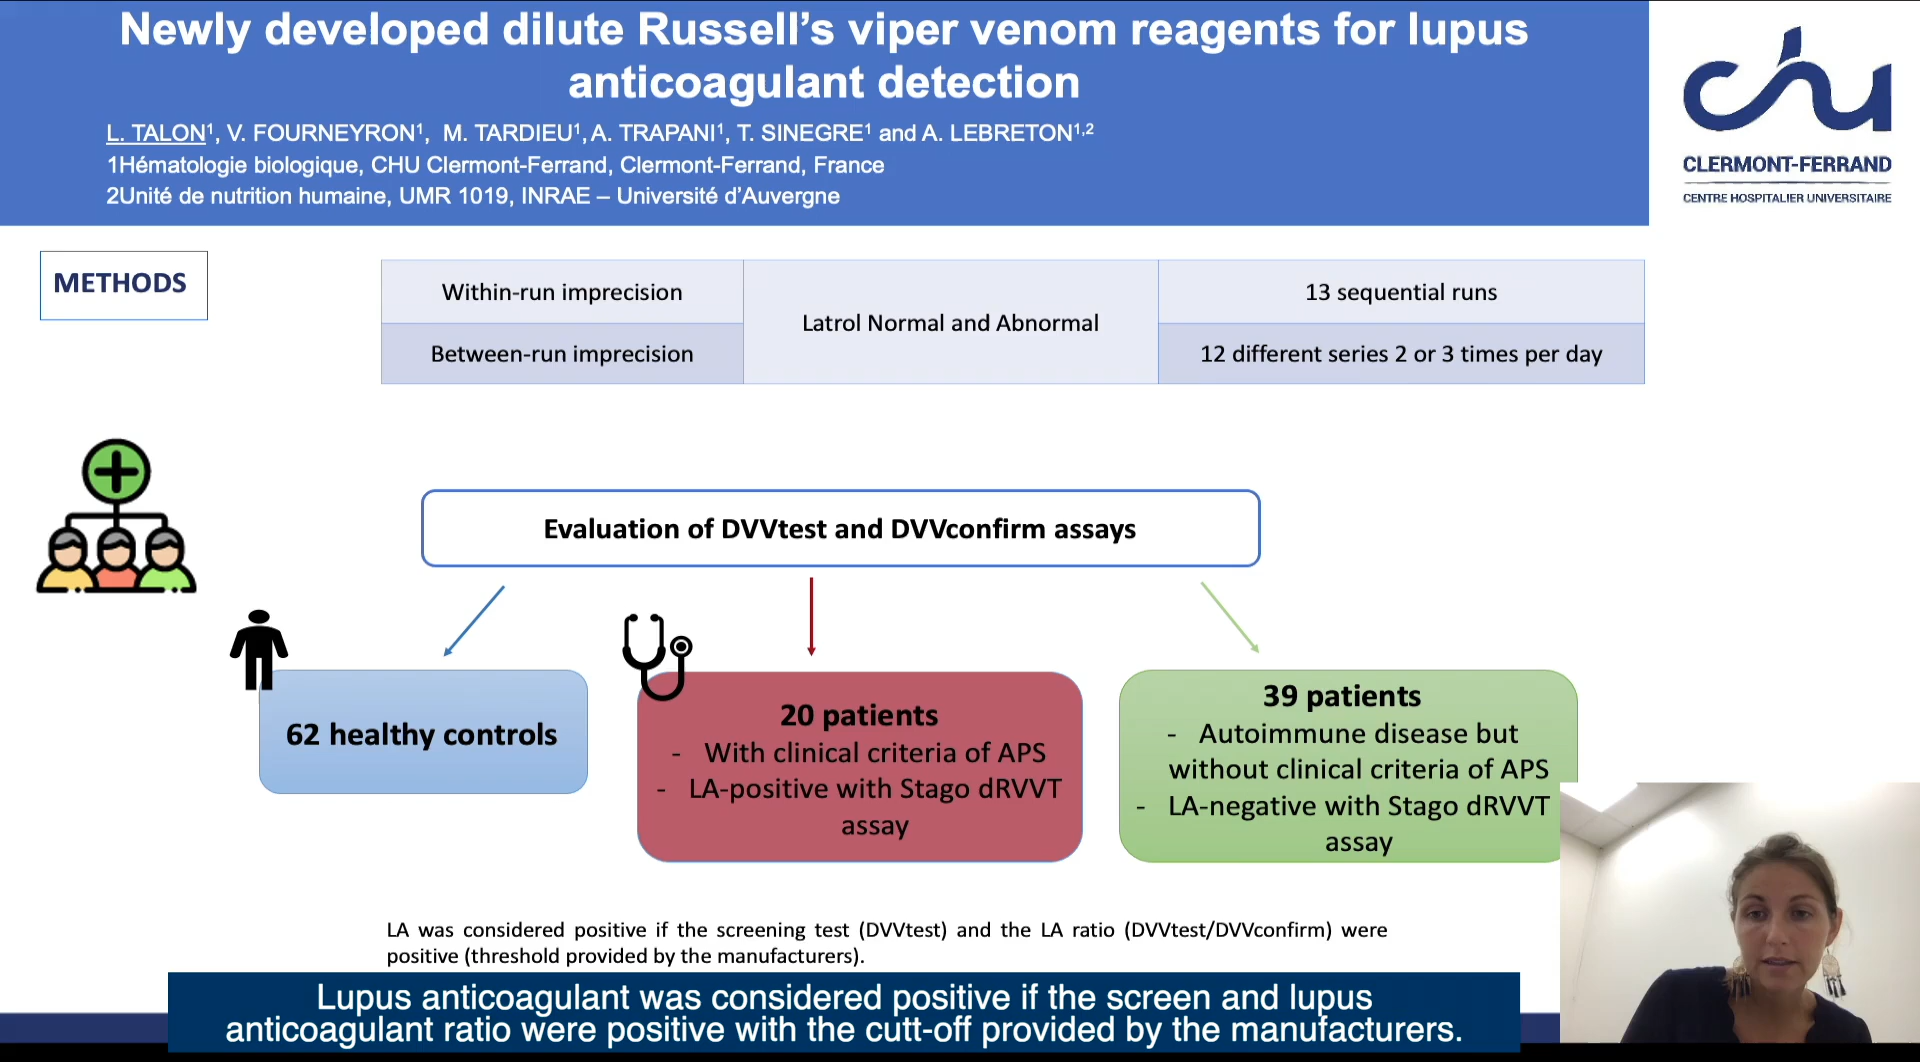 Newly developed dilute Russell's viper venom reagents for lupus
anticoagulant detection
L. TALON¹, V. FOURNEYRON¹, M. TARDIEU¹, A. TRAPANI¹, T. SINEGRE¹ and A. LEBRETON¹,²
1Hématologie biologique, CHU Clermont-Ferrand, Clermont-Ferrand, France
2Unité de nutrition humaine, UMR 1019, INRAE – Université d'Auvergne
chu
CLERMONT-FERRAND
CENTRE HOSPITALIER UNIVERSITAIRE
METHODS
Within-run imprecision
Latrol Normal and Abnormal
13 sequential runs
Between-run imprecision
12 different series 2 or 3 times per day
Evaluation of DVVtest and DVVconfirm assays
62 healthy controls
20 patients
- With clinical criteria of APS
- LA-positive with Stago dRVVT
assay
39 patients
- Autoimmune disease but
without clinical criteria of APS
- LA-negative with Stago dRVVT
assay
LA was considered positive if the screening test (DVVtest) and the LA ratio (DVVtest/DVVconfirm) were
positive (threshold provided by the manufacturers).
Lupus anticoagulant was considered positive if the screen and lupus
anticoagulant ratio were positive with the cutt-off provided by the manufacturers.